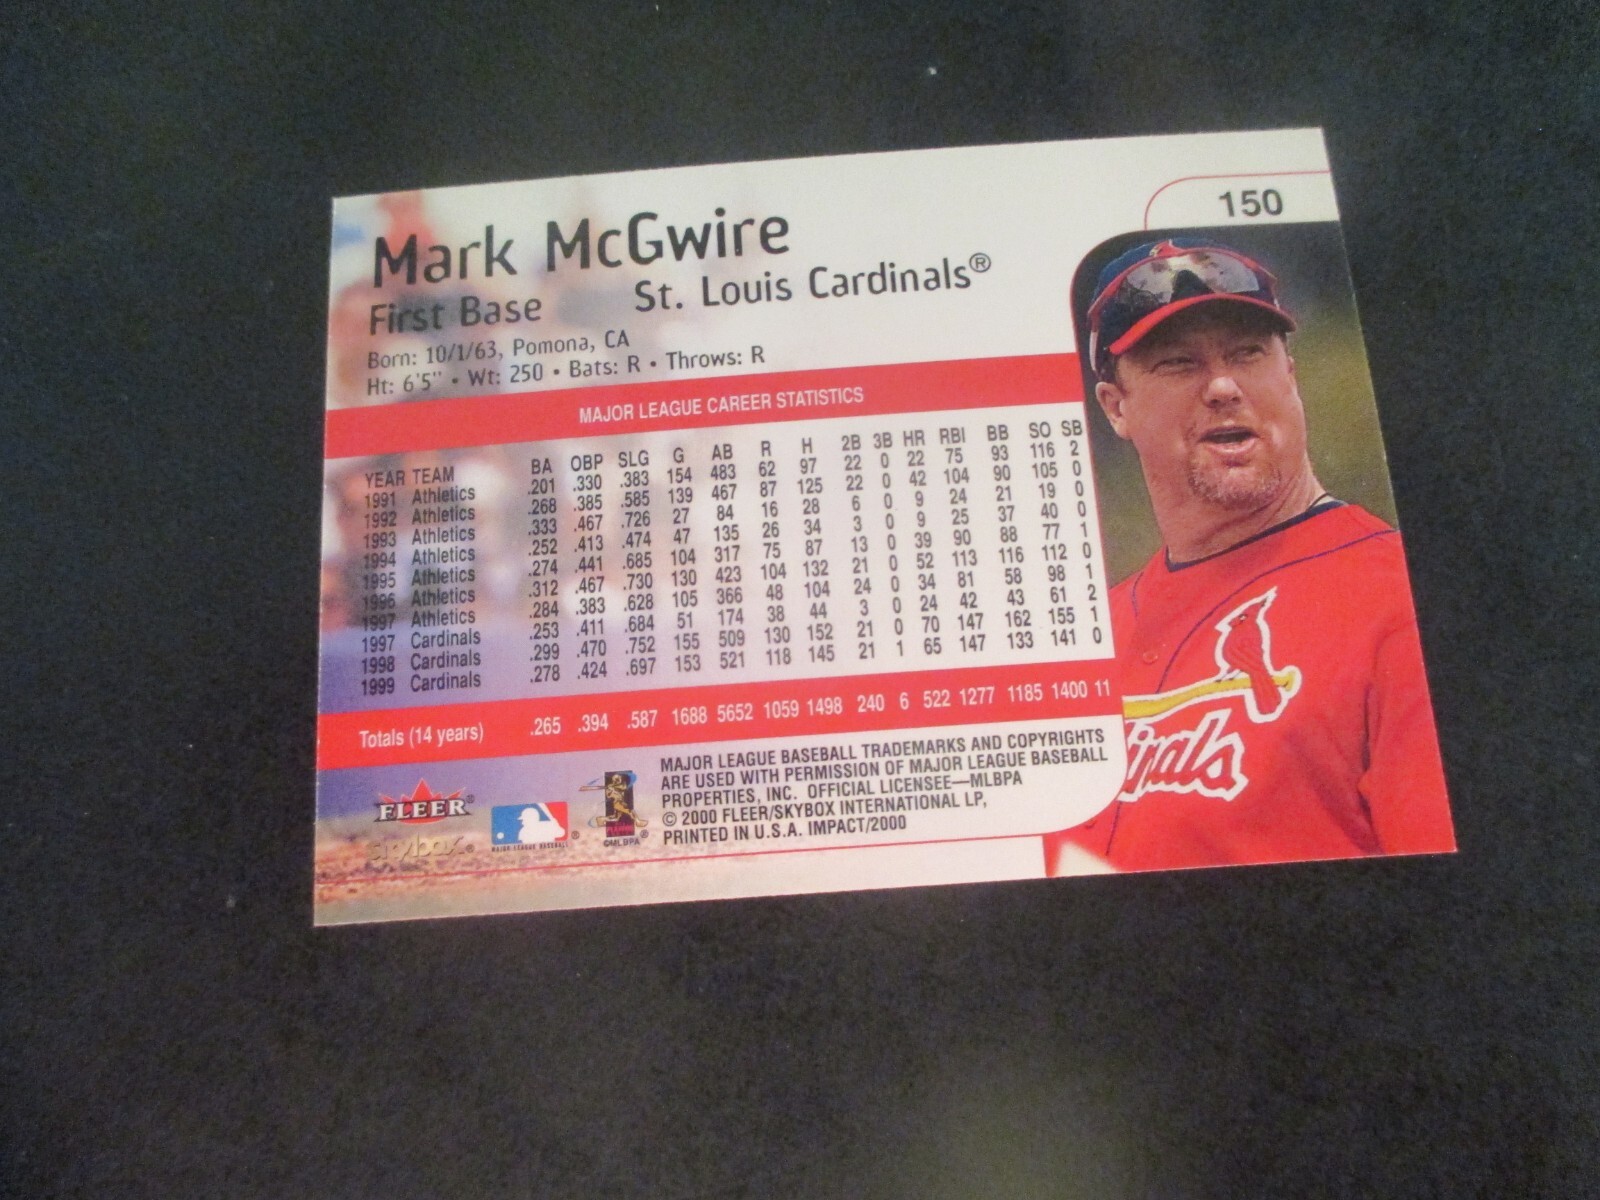 150
Mark McGwire
First Base St. Louis Cardinals®
Born: 10/1/63, Pomona, CA
Ht: 6'5" • Wt: 250 • Bats: R • Throws: R
MAJOR LEAGUE CAREER STATISTICS
YEAR TEAM BA OBP SLG G AB R H 2B 3B HR RBI BB SO SB
1991 Athletics .201 .330 .383 154 483 62 97 22 0 22 75 93 116 2
1992 Athletics .268 .385 .585 139 467 87 125 22 0 42 104 90 105 0
1993 Athletics .333 .467 .726 27 84 16 28 6 0 9 24 21 19 0
1994 Athletics .252 .413 .474 47 135 26 34 3 0 9 25 37 40 0
1995 Athletics .274 .441 .685 104 317 75 87 13 0 39 90 88 77 1
1996 Athletics .312 .467 .730 130 423 104 132 21 0 52 113 116 112 0
1997 Athletics .284 .383 .628 105 366 48 104 24 0 34 81 58 98 1
1997 Cardinals .253 .411 .684 51 174 38 44 3 0 24 42 43 61 2
1998 Cardinals .299 .470 .752 155 509 130 152 21 0 70 147 162 155 1
1999 Cardinals .278 .424 .697 153 521 118 145 21 1 65 147 133 141 0
Totals (14 years) .265 .394 .587 1688 5652 1059 1498 240 6 522 1277 1185 1400 11
FLEER®
skybox®
MAJOR LEAGUE BASEBALL ®
©MLBPA ®
MAJOR LEAGUE BASEBALL TRADEMARKS AND COPYRIGHTS
ARE USED WITH PERMISSION OF MAJOR LEAGUE BASEBALL
PROPERTIES, INC. OFFICIAL LICENSEE—MLBPA
© 2000 FLEER/SKYBOX INTERNATIONAL LP,
PRINTED IN U.S.A. IMPACT/2000
inals